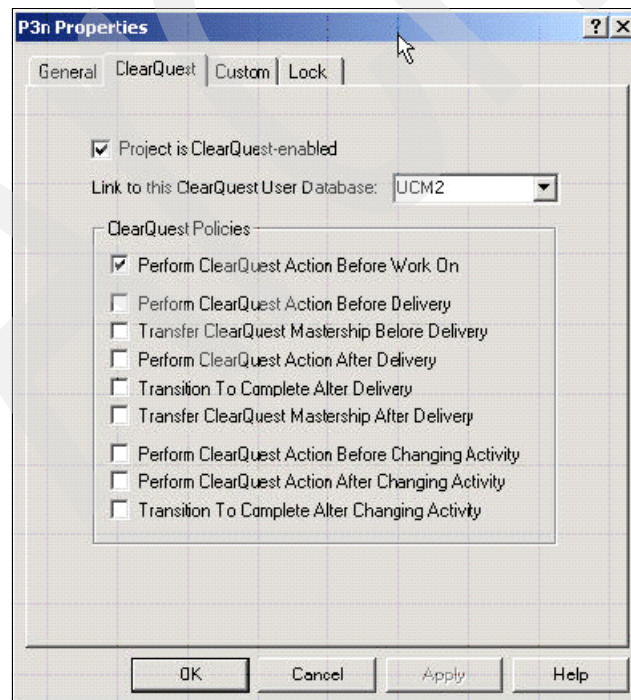 P3n Properties
General ClearQuest Custom Lock
Project is ClearQuest-enabled
Link to this ClearQuest User Database: UCM2
ClearQuest Policies
Perform ClearQuest Action Before Work On
Perform ClearQuest Action Before Delivery
Transfer ClearQuest Mastership Before Delivery
Perform ClearQuest Action After Delivery
Transition To Complete After Delivery
Transfer ClearQuest Mastership After Delivery
Perform ClearQuest Action Before Changing Activity
Perform ClearQuest Action After Changing Activity
Transition To Complete After Changing Activity
OK Cancel Apply Help